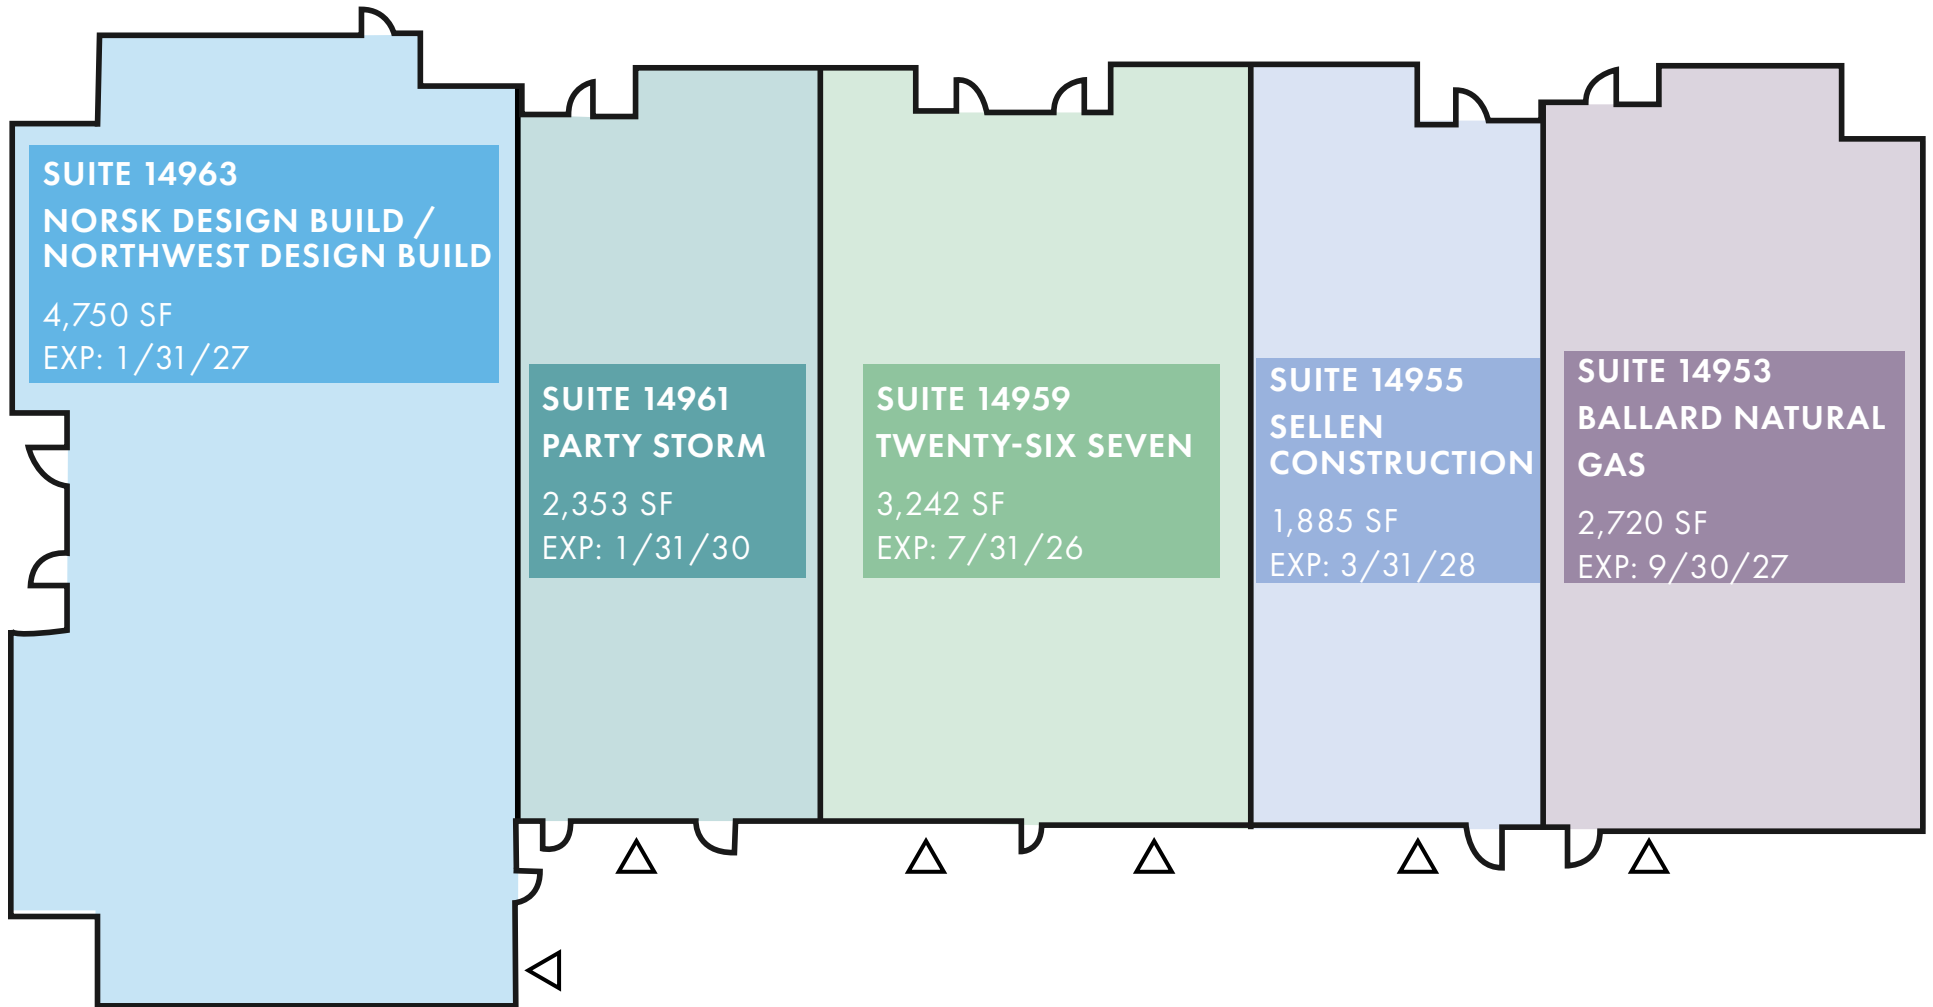 SUITE 14963
NORSK DESIGN BUILD /
NORTHWEST DESIGN BUILD
4,750 SF
EXP: 1/31/27
SUITE 14961
PARTY STORM
2,353 SF
EXP: 1/31/30
SUITE 14959
TWENTY-SIX SEVEN
3,242 SF
EXP: 7/31/26
SUITE 14955
SELLEN
CONSTRUCTION
1,885 SF
EXP: 3/31/28
SUITE 14953
BALLARD NATURAL
GAS
2,720 SF
EXP: 9/30/27